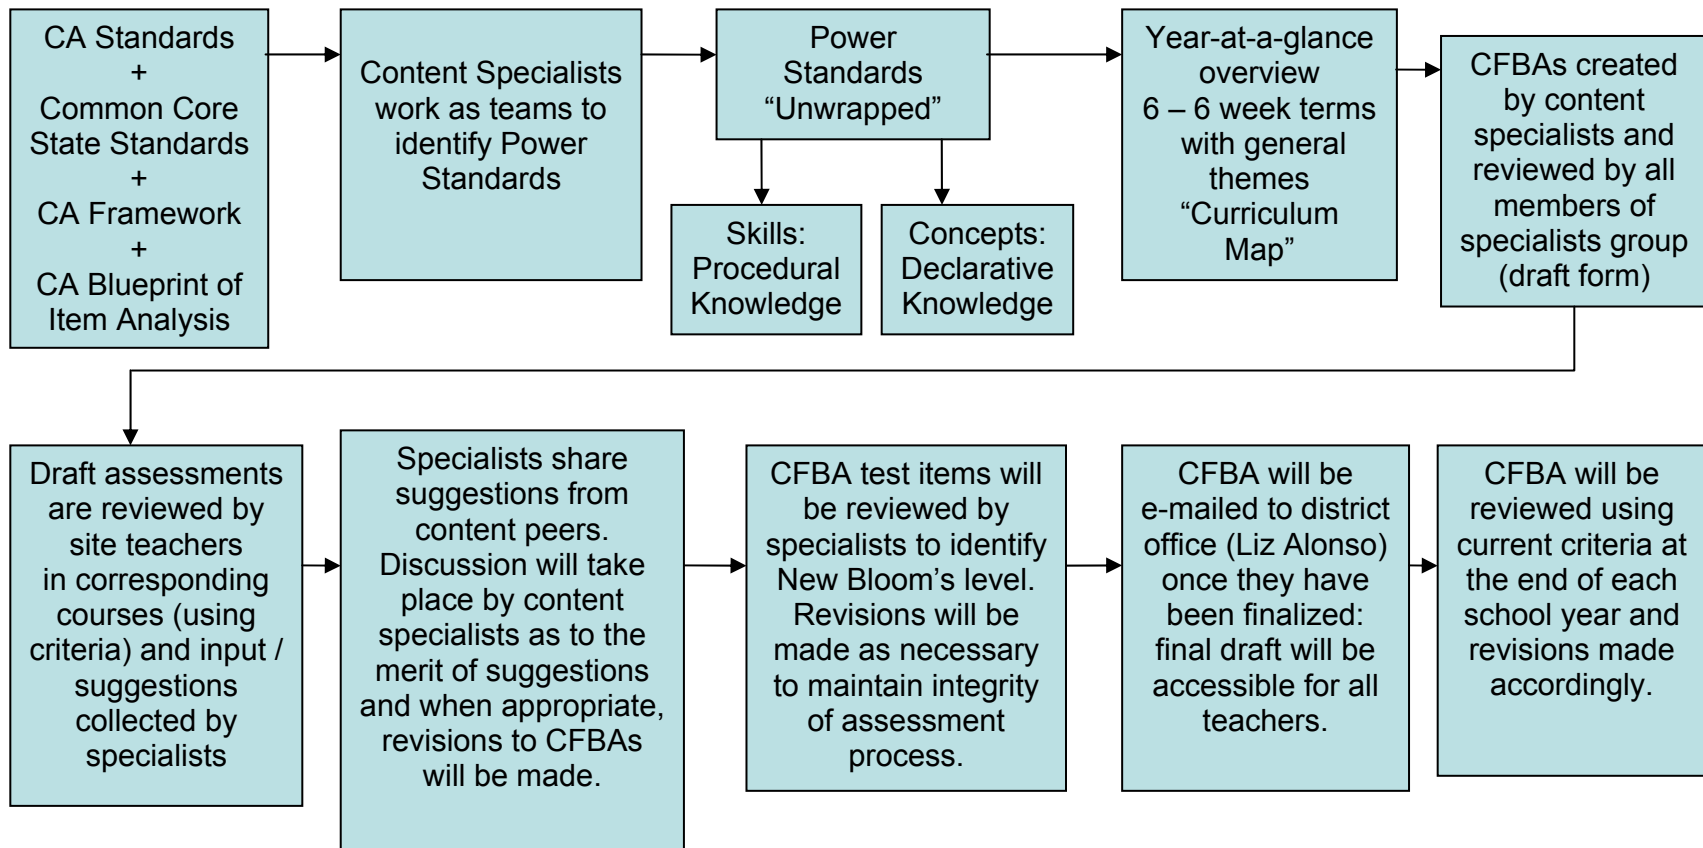 CA Standards
+
Common Core
State Standards
+
CA Framework
+
CA Blueprint of
Item Analysis
Content Specialists
work as teams to
identify Power
Standards
Power
Standards
“Unwrapped”
Skills:
Procedural
Knowledge
Concepts:
Declarative
Knowledge
Year-at-a-glance
overview
6 – 6 week terms
with general
themes
“Curriculum
Map”
CFBAs created
by content
specialists and
reviewed by all
members of
specialists group
(draft form)
Draft assessments
are reviewed by
site teachers
in corresponding
courses (using
criteria) and input /
suggestions
collected by
specialists
Specialists share
suggestions from
content peers.
Discussion will take
place by content
specialists as to the
merit of suggestions
and when appropriate,
revisions to CFBAs
will be made.
CFBA test items will
be reviewed by
specialists to identify
New Bloom’s level.
Revisions will be
made as necessary
to maintain integrity
of assessment
process.
CFBA will be
e-mailed to district
office (Liz Alonso)
once they have
been finalized:
final draft will be
accessible for all
teachers.
CFBA will be
reviewed using
current criteria at
the end of each
school year and
revisions made
accordingly.